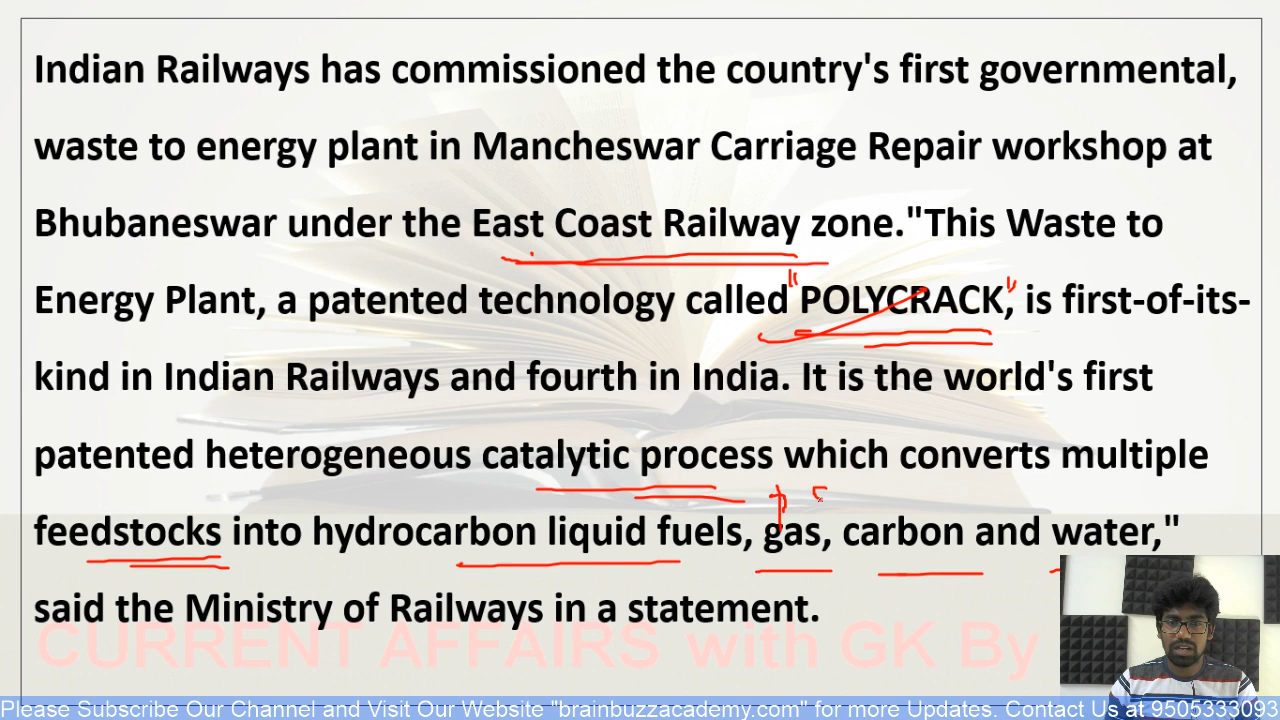 Indian Railways has commissioned the country's first governmental,
waste to energy plant in Mancheswar Carriage Repair workshop at
Bhubaneswar under the East Coast Railway zone."This Waste to
Energy Plant, a patented technology called POLYCRACK, is first-of-its-
kind in Indian Railways and fourth in India. It is the world's first
patented heterogeneous catalytic process which converts multiple
feedstocks into hydrocarbon liquid fuels, gas, carbon and water,"
said the Ministry of Railways in a statement.
CURRENT AFFAIRS with GK By
Please Subscribe Our Channel and Visit Our Website "brainbuzzacademy.com" for more Updates. Contact Us at 9505333093